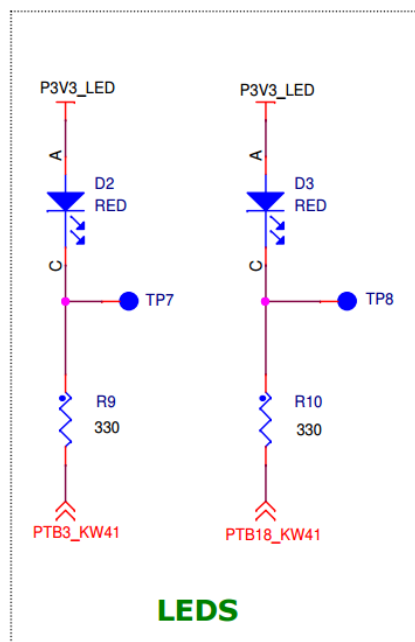 P3V3_LED P3V3_LED
A A
D2 D3
RED RED
C C
TP7 TP8
R9 R10
330 330
PTB3_KW41 PTB18_KW41
LEDS